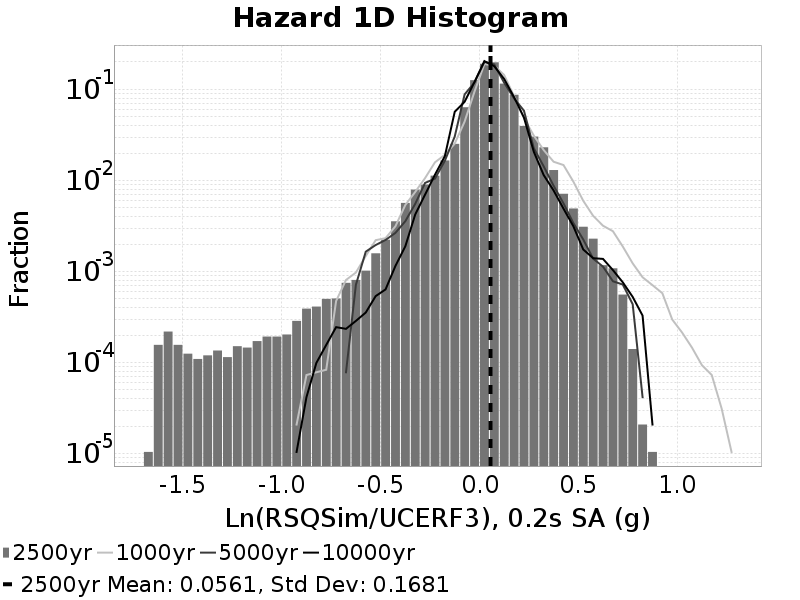 Hazard 1D Histogram
Fraction
10-1
10-2
10-3
10-4
10-5
-1.5 -1.0 -0.5 0.0 0.5 1.0
Ln(RSQSim/UCERF3), 0.2s SA (g)
2500yr 1000yr 5000yr 10000yr
2500yr Mean: 0.0561, Std Dev: 0.1681